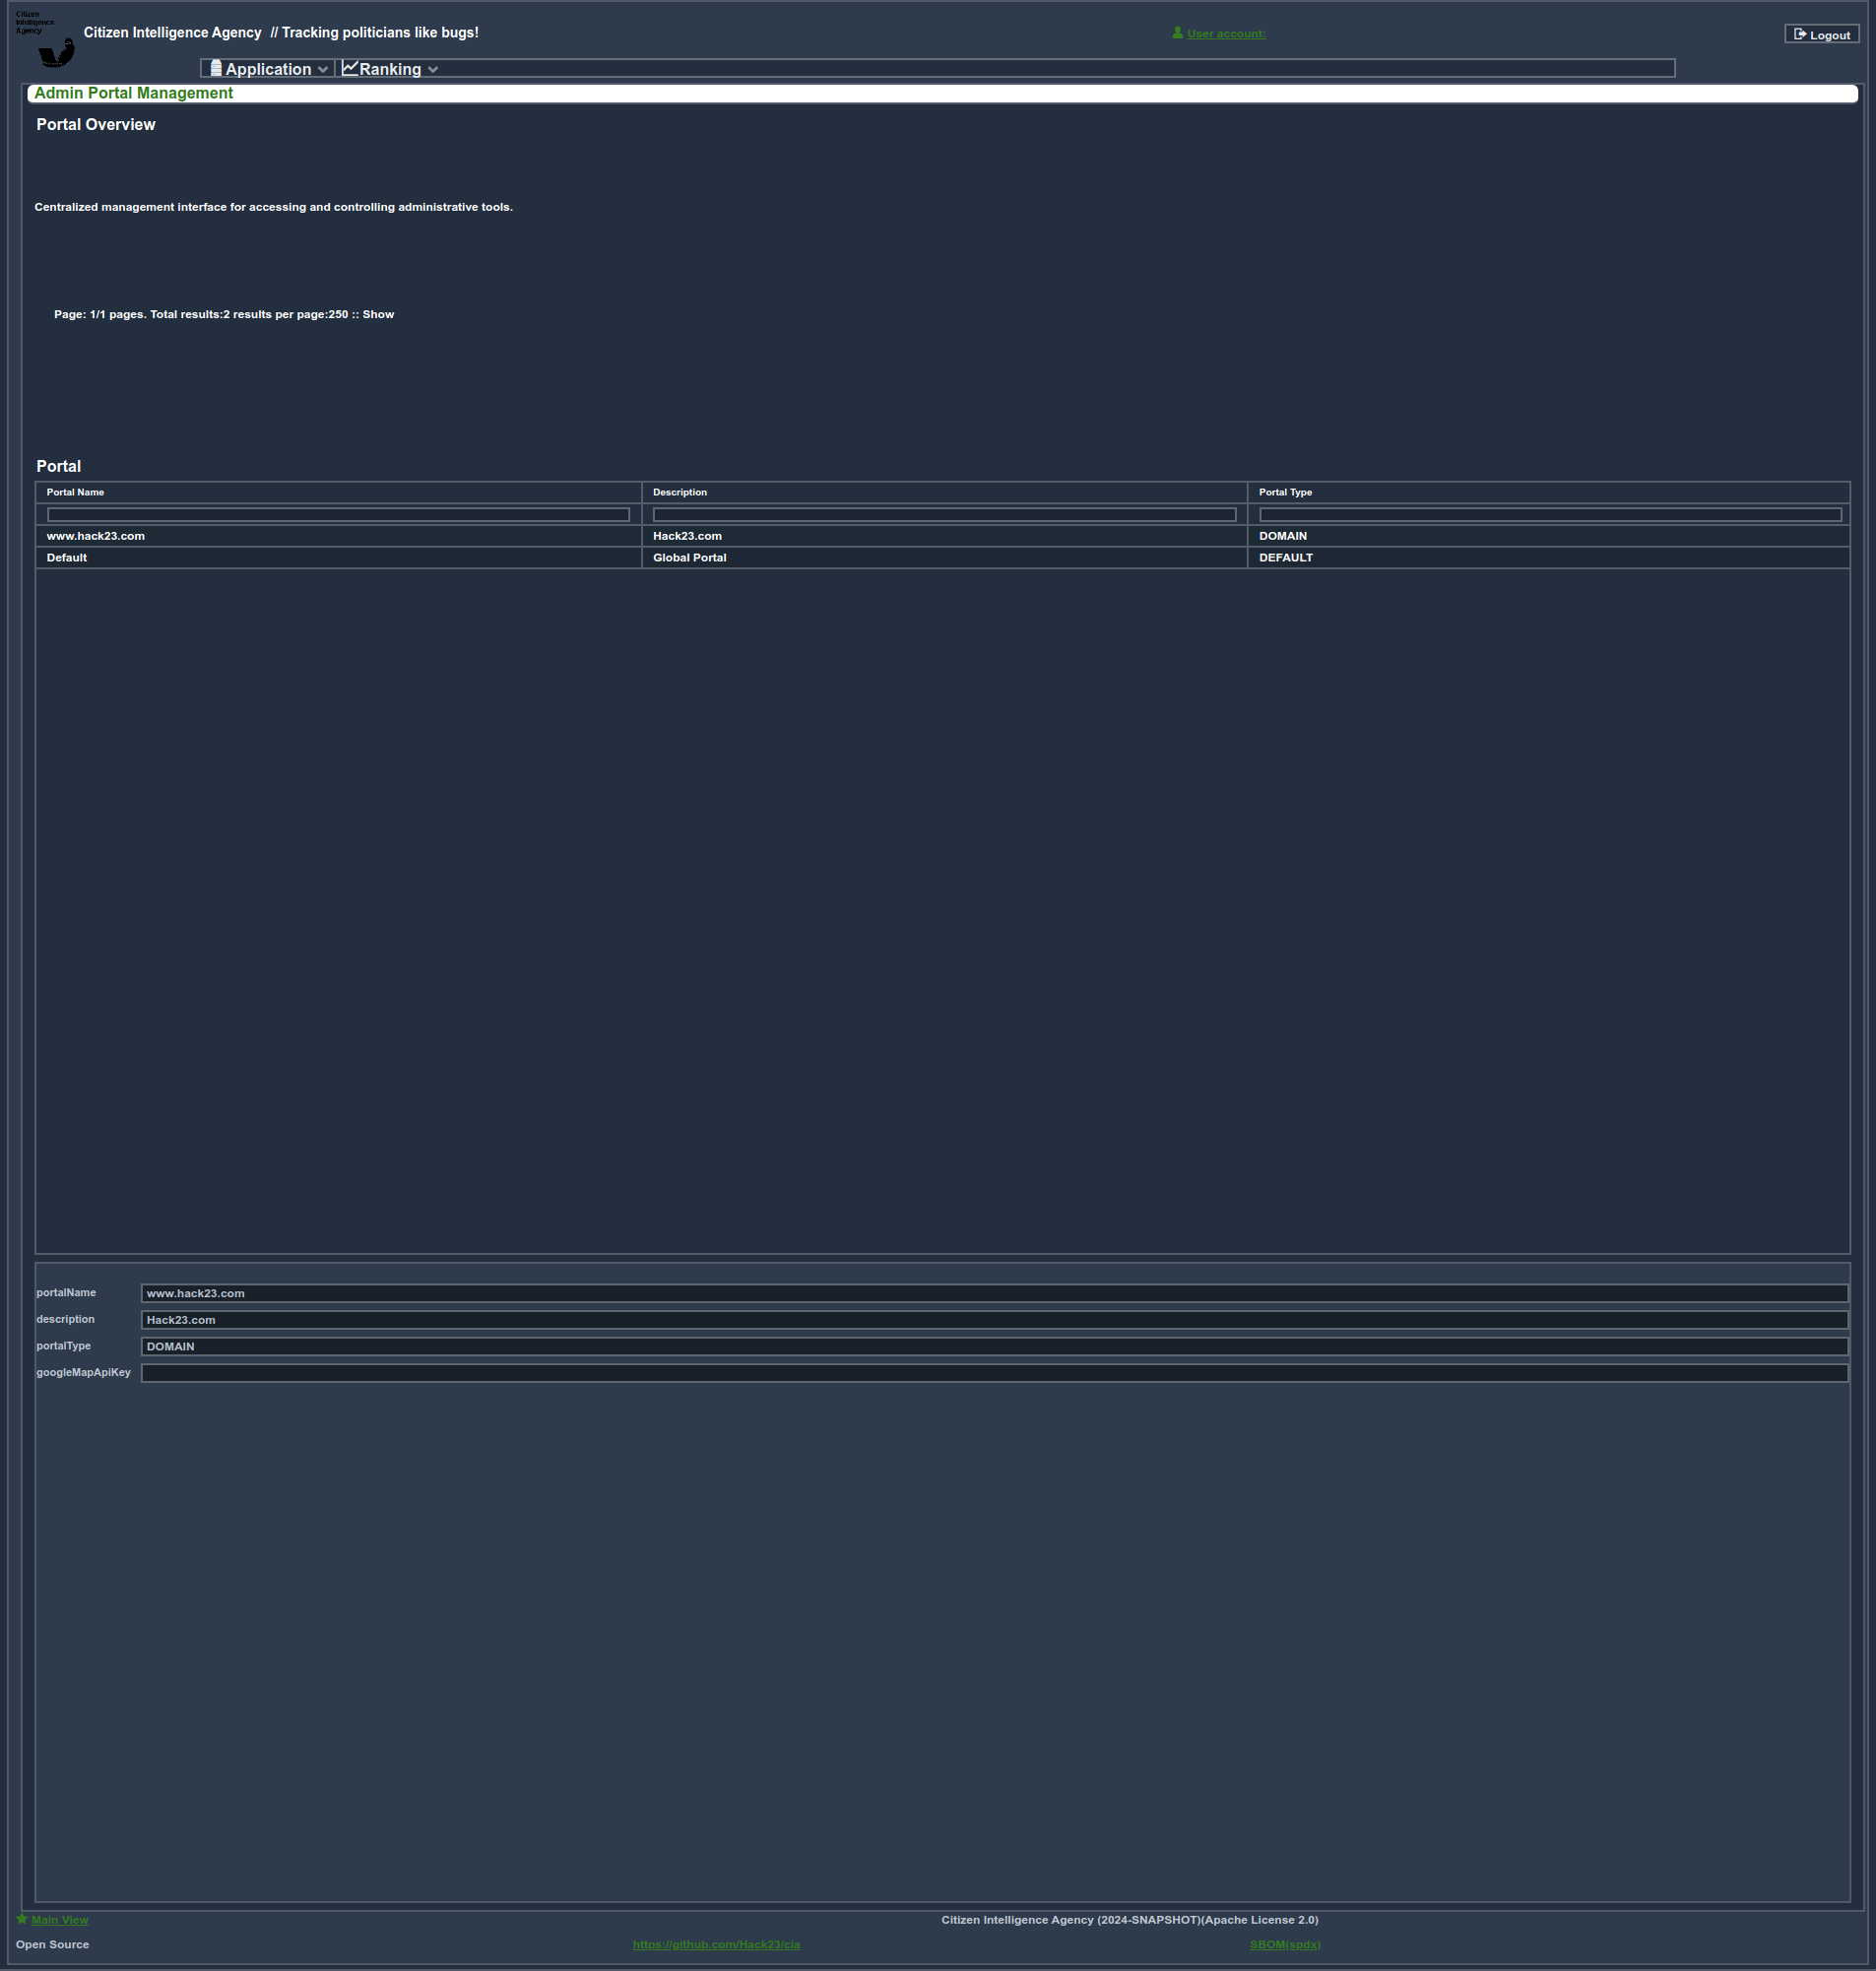 Citizen
Intelligence
Agency
Citizen Intelligence Agency // Tracking politicians like bugs!
User account:
Logout
Application
Ranking
Admin Portal Management
Portal Overview
Centralized management interface for accessing and controlling administrative tools.
Page: 1/1 pages. Total results:2 results per page:250 :: Show
Portal
Portal Name Description Portal Type
www.hack23.com Hack23.com DOMAIN
Default Global Portal DEFAULT
portalName www.hack23.com
description Hack23.com
portalType DOMAIN
googleMapApiKey
Main View Citizen Intelligence Agency (2024-SNAPSHOT)(Apache License 2.0)
Open Source https://github.com/Hack23/cia SBOM(spdx)